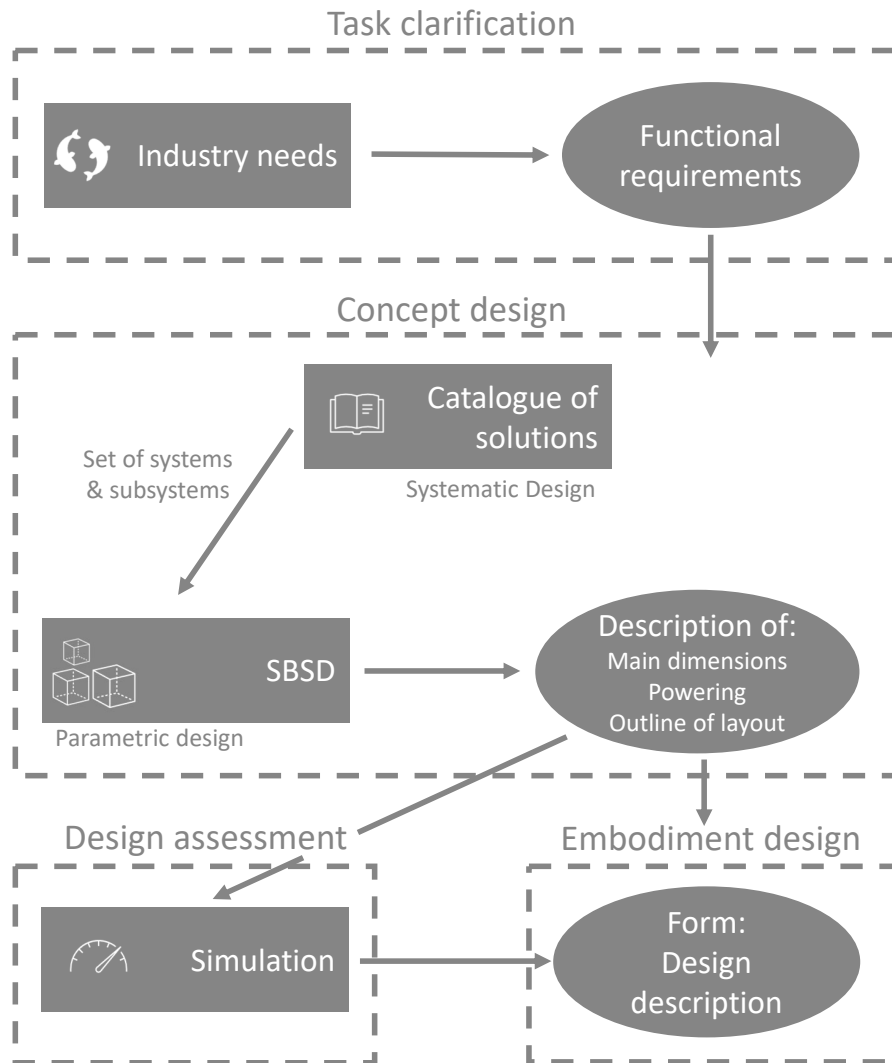 Task clarification
Industry needs
Functional
requirements
Concept design
Catalogue of
solutions
Systematic Design
Set of systems
& subsystems
SBSD
Parametric design
Description of:
Main dimensions
Powering
Outline of layout
Design assessment
Simulation
Embodiment design
Form:
Design
description